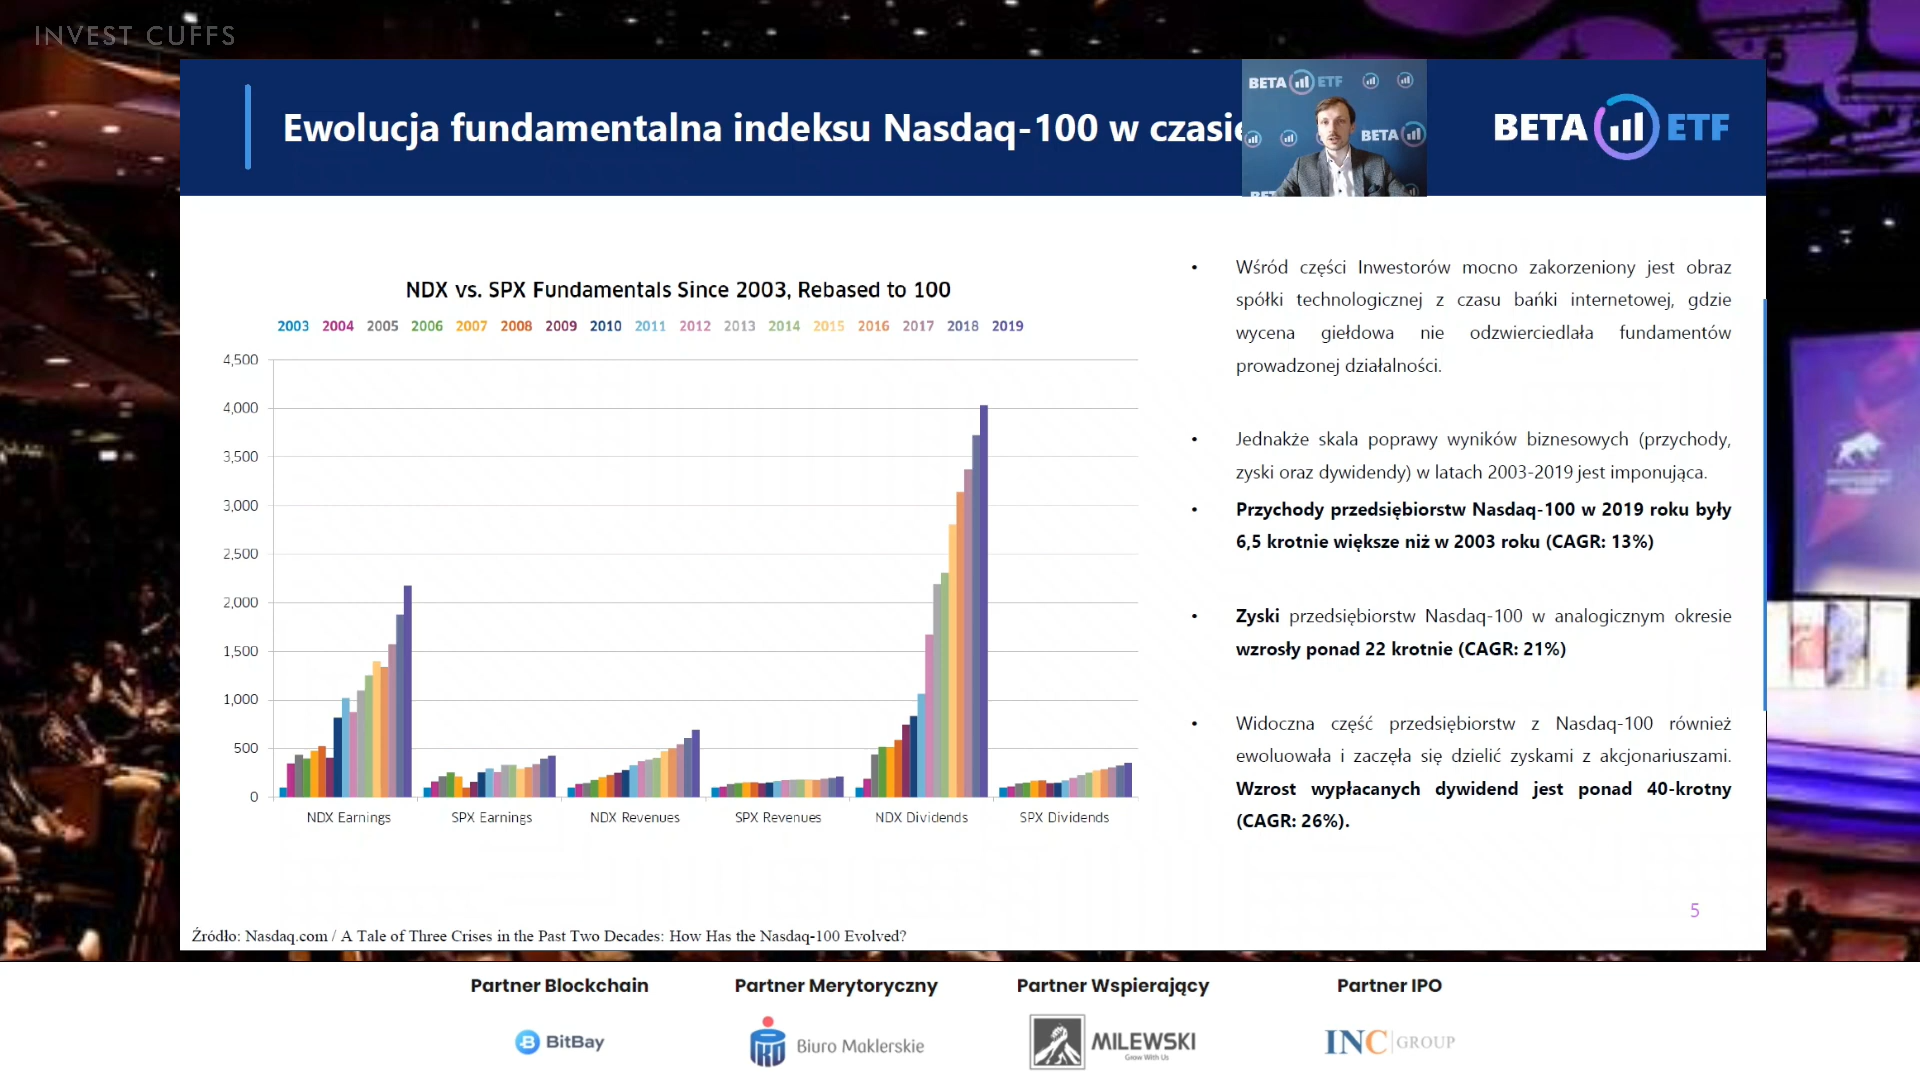 INVEST CUFFS
Ewolucja fundamentalna indeksu Nasdaq-100 w czasie
BETA ETF
BETA
BETA ETF
NDX vs. SPX Fundamentals Since 2003, Rebased to 100
2003 2004 2005 2006 2007 2008 2009 2010 2011 2012 2013 2014 2015 2016 2017 2018 2019
4,500
4,000
3,500
3,000
2,500
2,000
1,500
1,000
500
0
NDX Earnings SPX Earnings NDX Revenues SPX Revenues NDX Dividends SPX Dividends
• Wśród części Inwestorów mocno zakorzeniony jest obraz
spółki technologicznej z czasu bańki internetowej, gdzie
wycena giełdowa nie odzwierciedlała fundamentów
prowadzonej działalności.
• Jednakże skala poprawy wyników biznesowych (przychody,
zyski oraz dywidendy) w latach 2003-2019 jest imponująca.
• Przychody przedsiębiorstw Nasdaq-100 w 2019 roku były
6,5 krotnie większe niż w 2003 roku (CAGR: 13%)
• Zyski przedsiębiorstw Nasdaq-100 w analogicznym okresie
wzrosły ponad 22 krotnie (CAGR: 21%)
• Widoczna część przedsiębiorstw z Nasdaq-100 również
ewoluowała i zaczęła się dzielić zyskami z akcjonariuszami.
Wzrost wypłacanych dywidend jest ponad 40-krotny
(CAGR: 26%).
5
Źródło: Nasdaq.com / A Tale of Three Crises in the Past Two Decades: How Has the Nasdaq-100 Evolved?
Partner Blockchain Partner Merytoryczny Partner Wspierający Partner IPO
BitBay
PKO Biuro Maklerskie
MILEWSKI
Grow With Us
INC GROUP